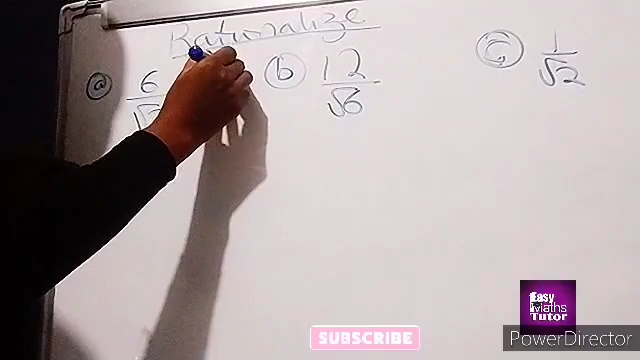 Rationalize
(a) 6/√ (b) 12/√6 (c) 1/√2
Easy
Maths
Tutor
SUBSCRIBE
PowerDirector